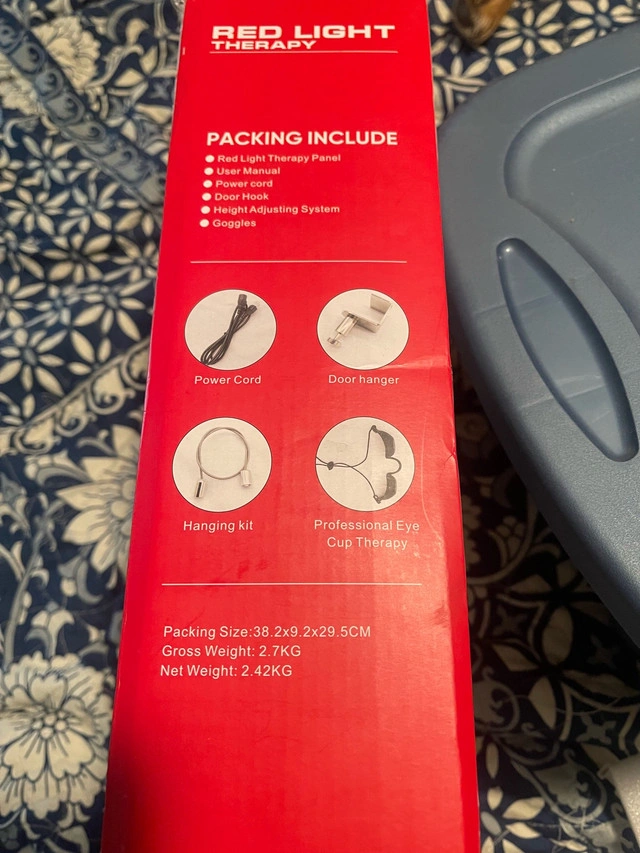 RED LIGHT
THERAPY
PACKING INCLUDE
Red Light Therapy Panel
User Manual
Power cord
Door Hook
Height Adjusting System
Goggles
Power Cord
Door hanger
Hanging kit
Professional Eye
Cup Therapy
Packing Size:38.2x9.2x29.5CM
Gross Weight: 2.7KG
Net Weight: 2.42KG